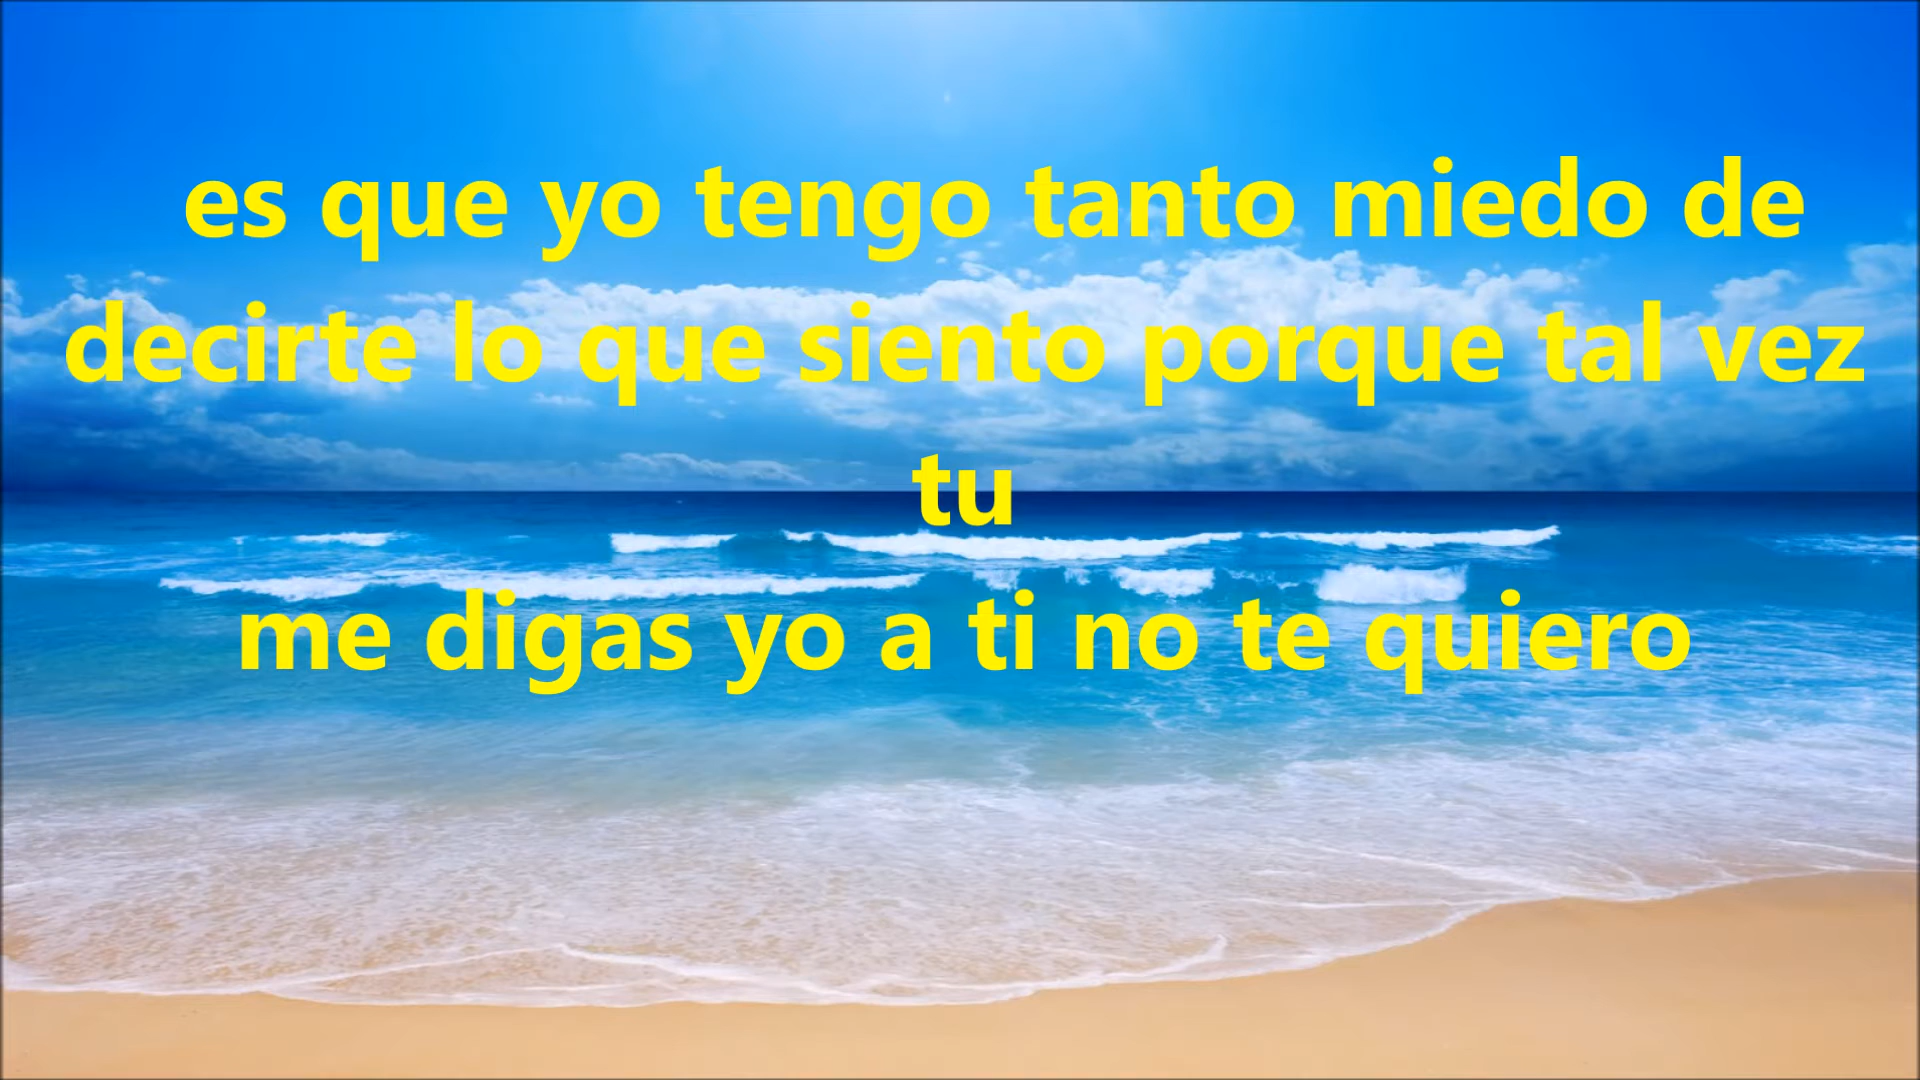 es que yo tengo tanto miedo de
decirte lo que siento porque tal vez
tu
me digas yo a ti no te quiero